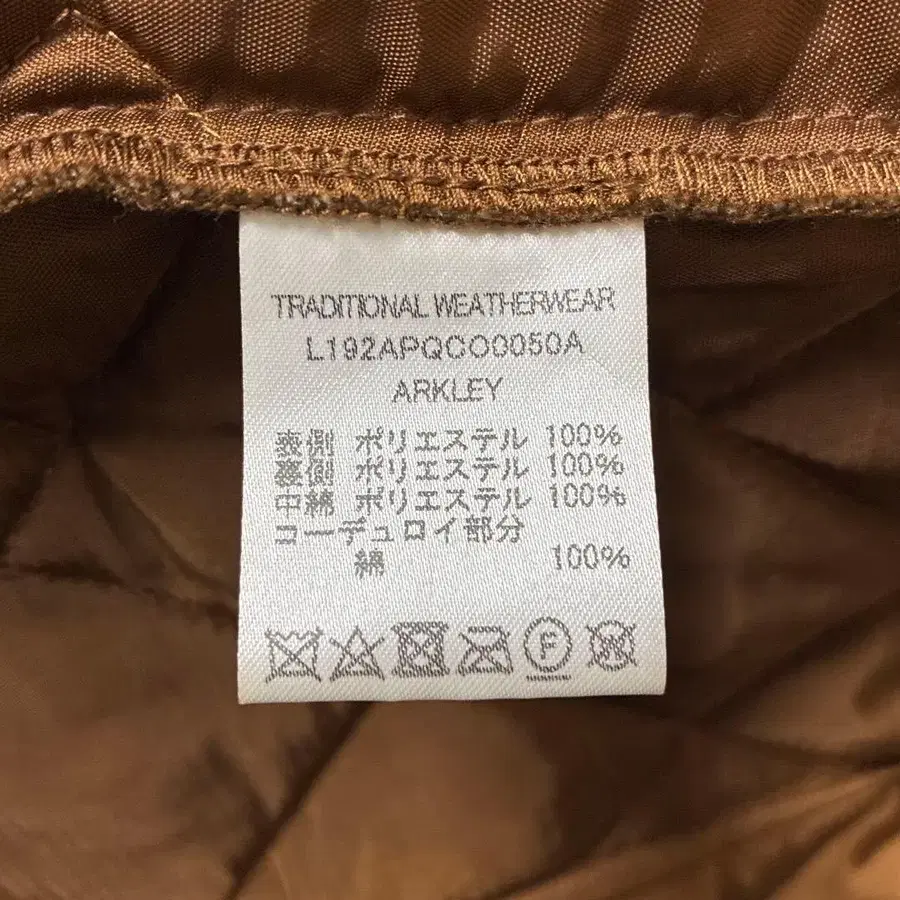 TRADITIONAL WEATHERWEAR
L192APQCO0050A
ARKLEY
表側 ポリエステル 100%
裏側 ポリエステル 100%
中綿 ポリエステル 100%
コーデュロイ部分
綿 100%
F